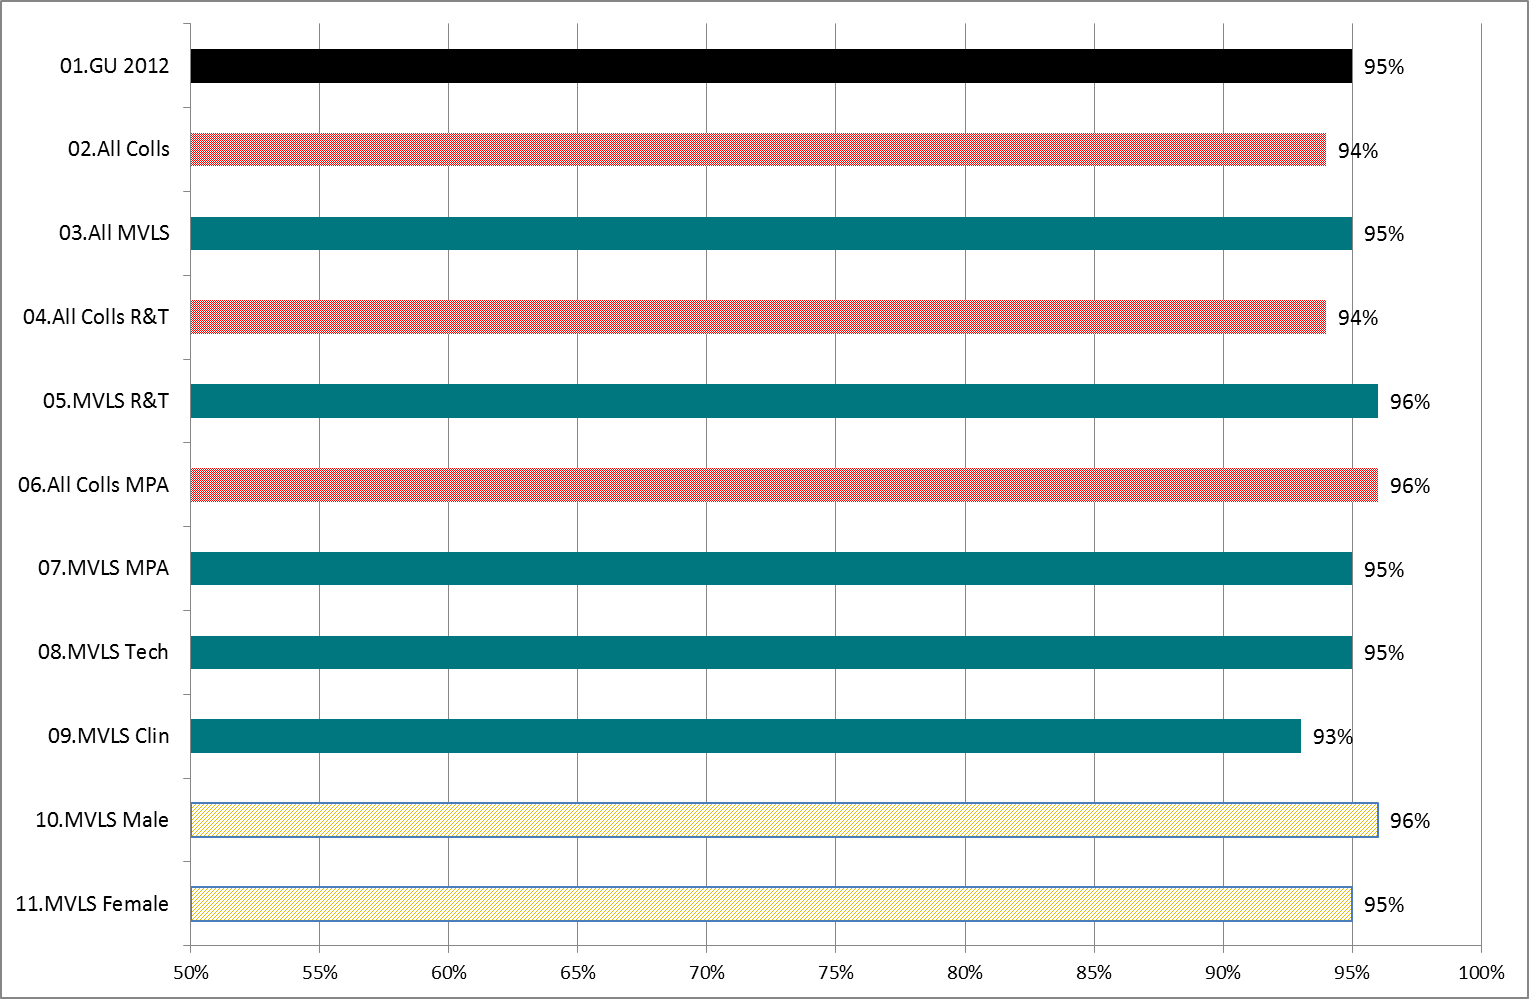 01.GU 2012 95%
02.All Colls 94%
03.All MVLS 95%
04.All Colls R&T 94%
05.MVLS R&T 96%
06.All Colls MPA 96%
07.MVLS MPA 95%
08.MVLS Tech 95%
09.MVLS Clin 93%
10.MVLS Male 96%
11.MVLS Female 95%
50% 55% 60% 65% 70% 75% 80% 85% 90% 95% 100%